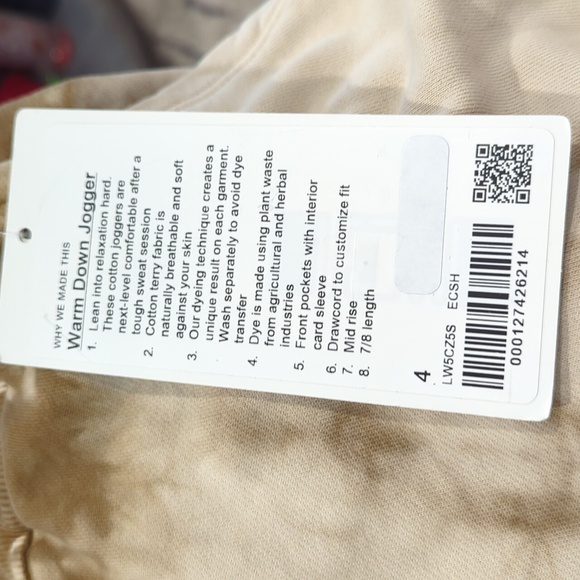 WHY WE MADE THIS
Warm Down Jogger
1. Lean into relaxation hard.
These cotton joggers are
next-level comfortable after a
tough sweat session
2. Cotton terry fabric is
naturally breathable and soft
against your skin
3. Our dyeing technique creates a
unique result on each garment.
Wash separately to avoid dye
transfer
4. Dye is made using plant waste
from agricultural and herbal
industries
5. Front pockets with interior
card sleeve
6. Drawcord to customize fit
7. Mid rise
8. 7/8 length
4
LW5CZ5S ECSH
000127426214